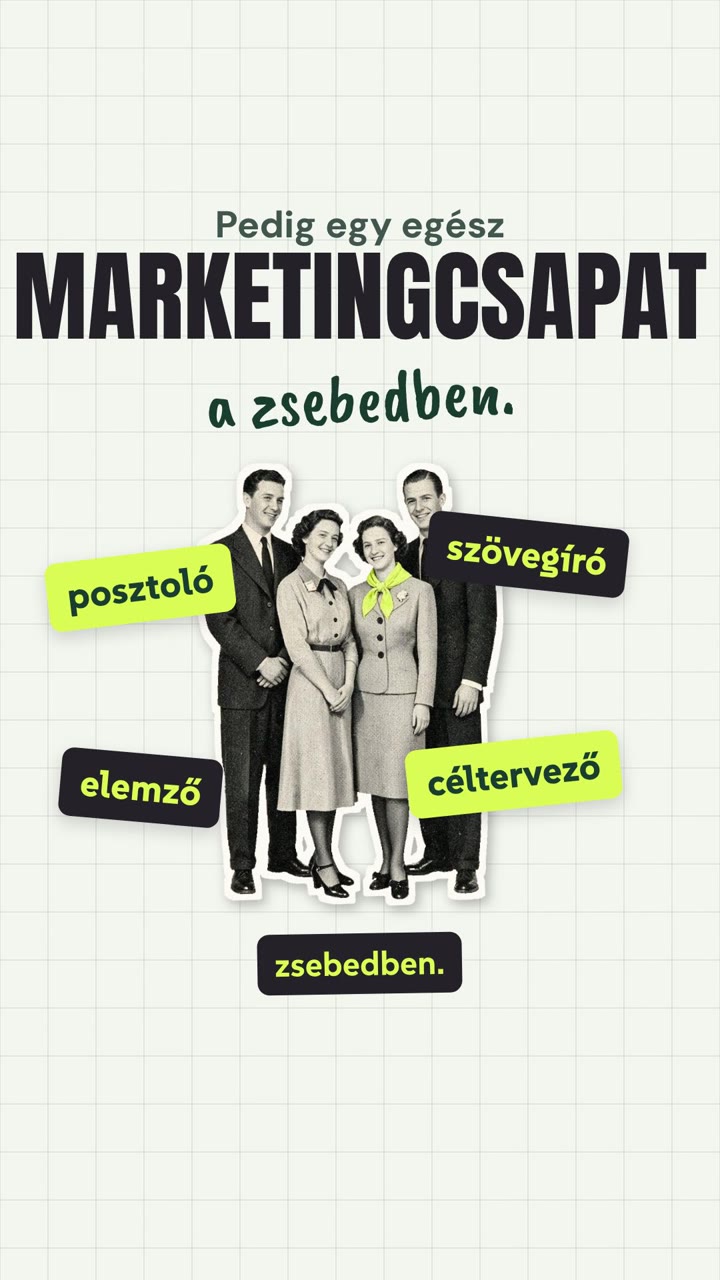 Pedig egy egész
MARKETINGCSAPAT
a zsebedben.
szövegíró
posztoló
céltervező
elemző
zsebedben.